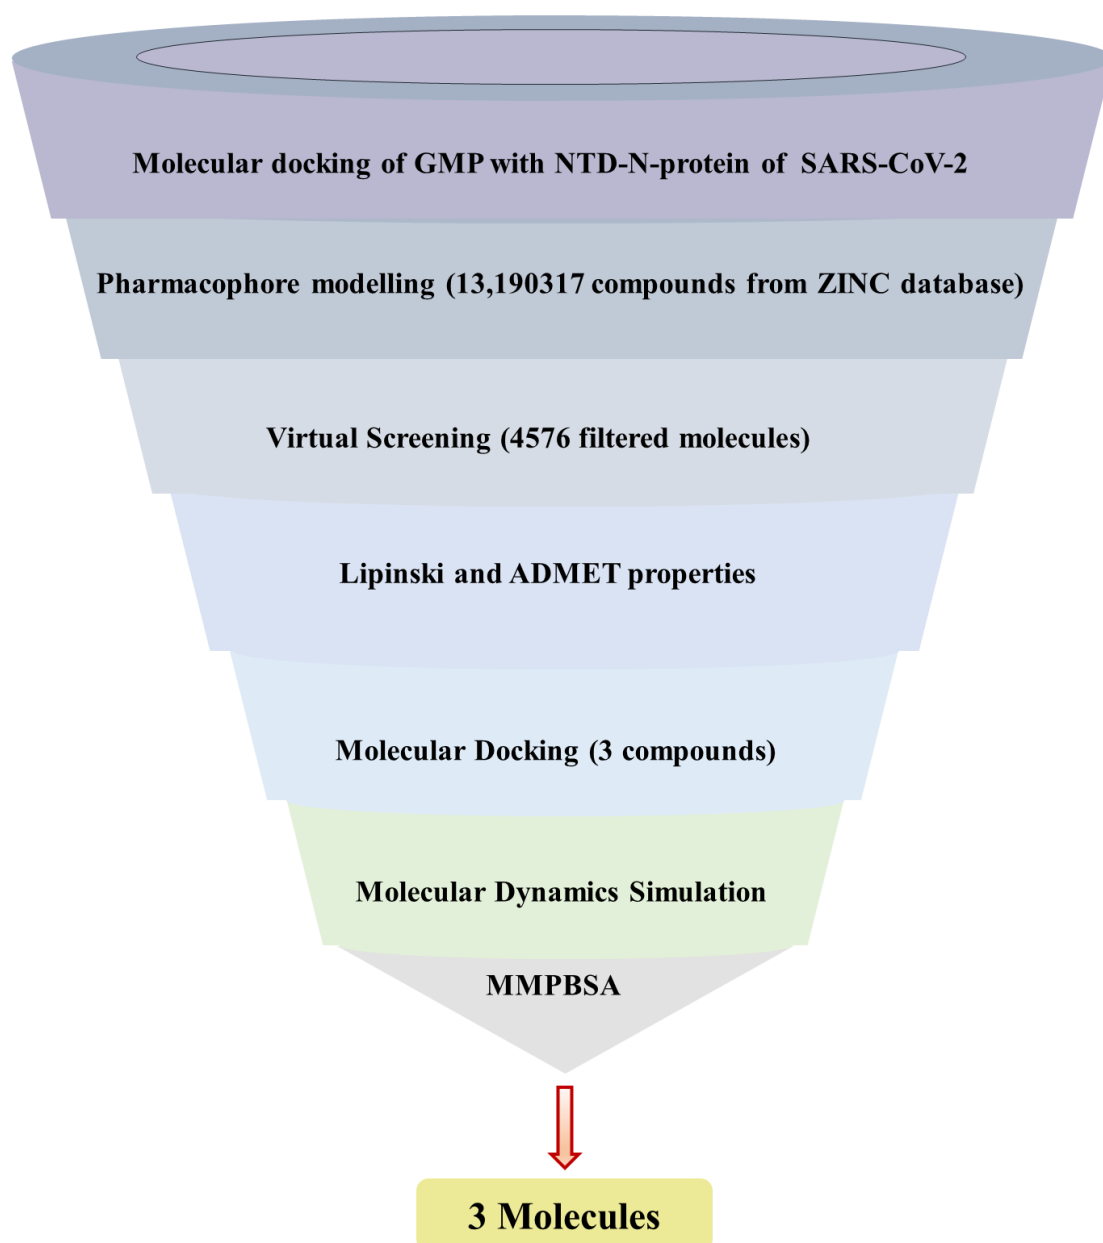 Molecular docking of GMP with NTD-N-protein of SARS-CoV-2
Pharmacophore modelling (13,190317 compounds from ZINC database)
Virtual Screening (4576 filtered molecules)
Lipinski and ADMET properties
Molecular Docking (3 compounds)
Molecular Dynamics Simulation
MMPBSA
3 Molecules